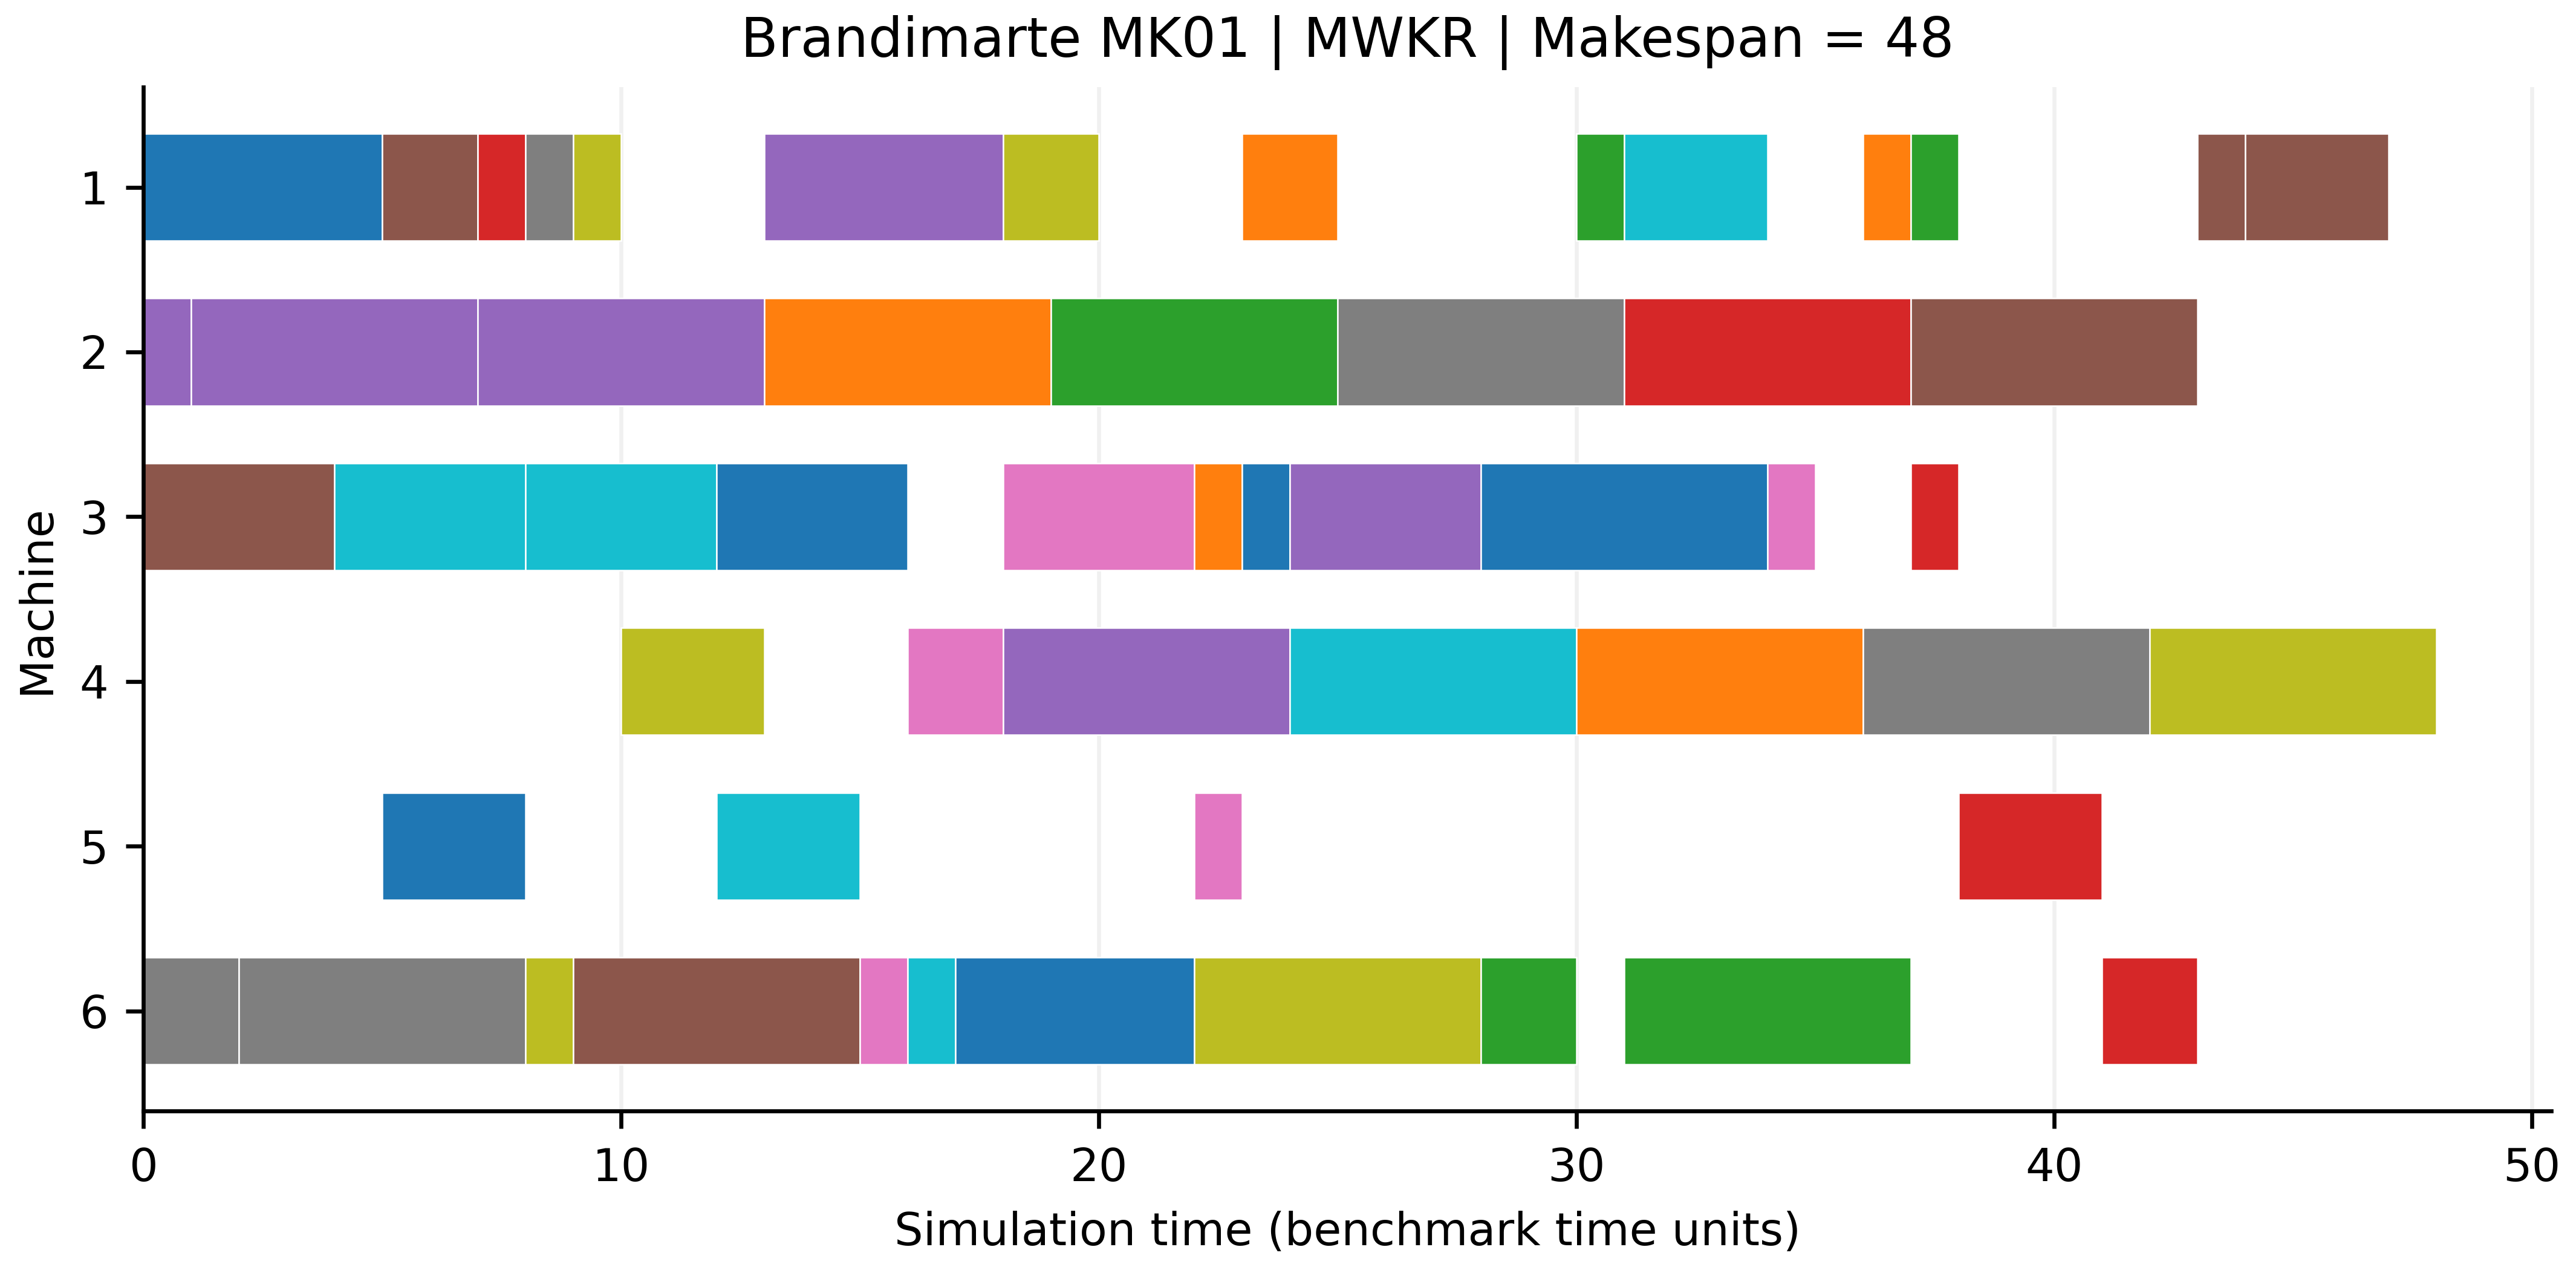 Brandimarte MK01 | MWKR | Makespan = 48
Machine
1
2
3
4
5
6
0 10 20 30 40 50
Simulation time (benchmark time units)